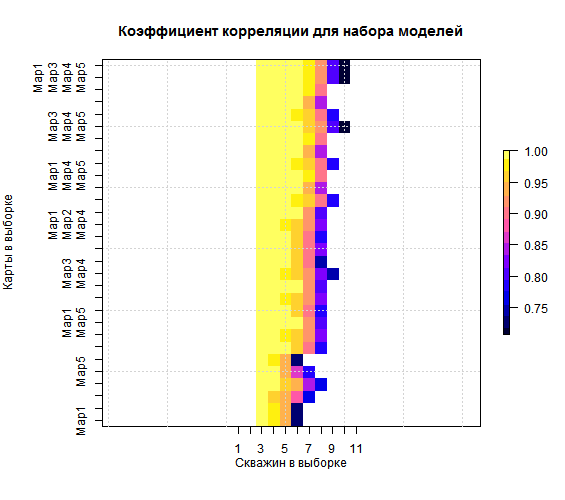 Коэффициент корреляции для набора моделей
Map1
Map3
Map4
Map5
Map3
Map4
Map5
Map1
Map4
Map5
Map1
Map2
Map4
Map3
Map4
Map1
Map5
Map5
Map1
Карты в выборке
1 3 5 7 9 11
Скважин в выборке
1.00
0.95
0.90
0.85
0.80
0.75